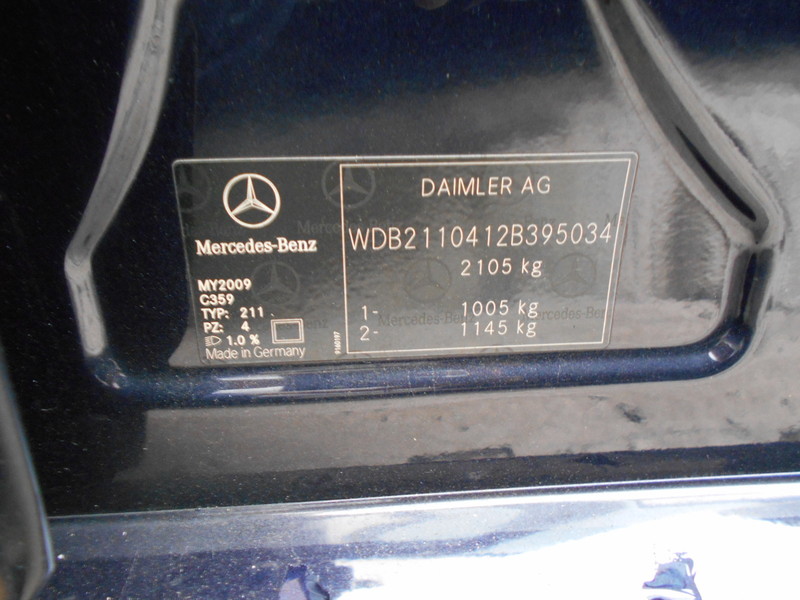 Mercedes-Benz
MY2009
C359
TYP: 211
PZ: 4
1.0 %
Made in Germany
9160197
DAIMLER AG
WDB2110412B395034
2105 kg
1- 1005 kg
2- 1145 kg